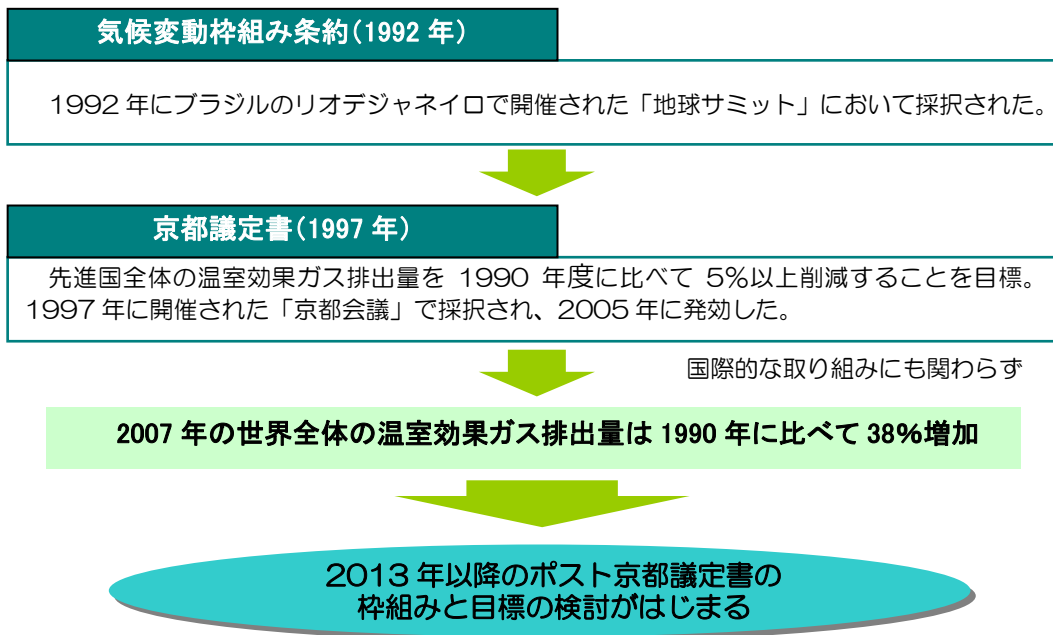 気候変動枠組み条約(1992 年)
1992 年にブラジルのリオデジャネイロで開催された「地球サミット」において採択された。
京都議定書(1997 年)
先進国全体の温室効果ガス排出量を 1990 年度に比べて 5%以上削減することを目標。
1997 年に開催された「京都会議」で採択され、2005 年に発効した。
国際的な取り組みにも関わらず
2007 年の世界全体の温室効果ガス排出量は 1990 年に比べて 38%増加
2013 年以降のポスト京都議定書の
枠組みと目標の検討がはじまる